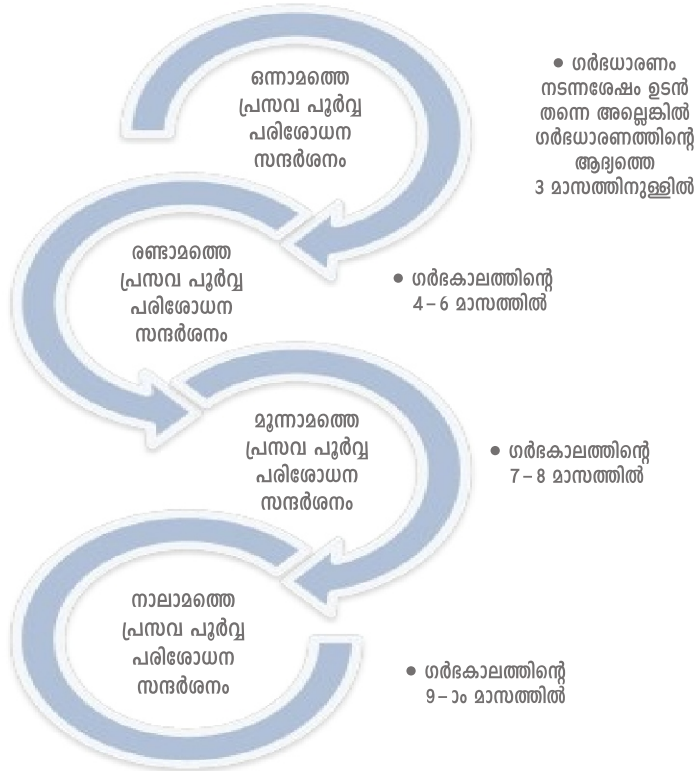 ഒന്നാമത്തെ
പ്രസവ പൂർവ്വ
പരിശോധന
സന്ദർശനം
● ഗർഭധാരണം
നടന്നശേഷം ഉടൻ
തന്നെ അല്ലെങ്കിൽ
ഗർഭധാരണത്തിന്റെ
ആദ്യത്തെ
3 മാസത്തിനുള്ളിൽ
രണ്ടാമത്തെ
പ്രസവ പൂർവ്വ
പരിശോധന
സന്ദർശനം
● ഗർഭകാലത്തിന്റെ
4-6 മാസത്തിൽ
മൂന്നാമത്തെ
പ്രസവ പൂർവ്വ
പരിശോധന
സന്ദർശനം
● ഗർഭകാലത്തിന്റെ
7-8 മാസത്തിൽ
നാലാമത്തെ
പ്രസവ പൂർവ്വ
പരിശോധന
സന്ദർശനം
● ഗർഭകാലത്തിന്റെ
9-ാം മാസത്തിൽ